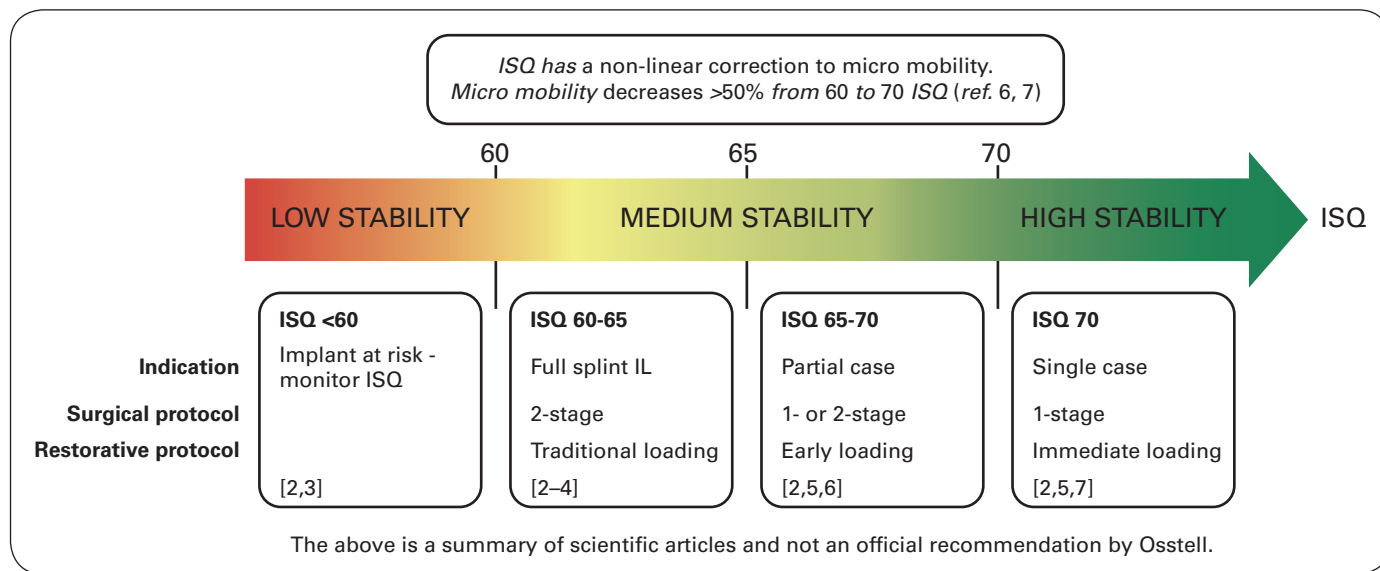 ISQ has a non-linear correction to micro mobility.
Micro mobility decreases >50% from 60 to 70 ISQ (ref. 6, 7)
60
65
70
LOW STABILITY
MEDIUM STABILITY
HIGH STABILITY
ISQ
ISQ <60
ISQ 60-65
ISQ 65-70
ISQ 70
Indication
Implant at risk -
monitor ISQ
Full splint IL
Partial case
Single case
Surgical protocol
2-stage
1- or 2-stage
1-stage
Restorative protocol
Traditional loading
Early loading
Immediate loading
[2,3]
[2–4]
[2,5,6]
[2,5,7]
The above is a summary of scientific articles and not an official recommendation by Osstell.